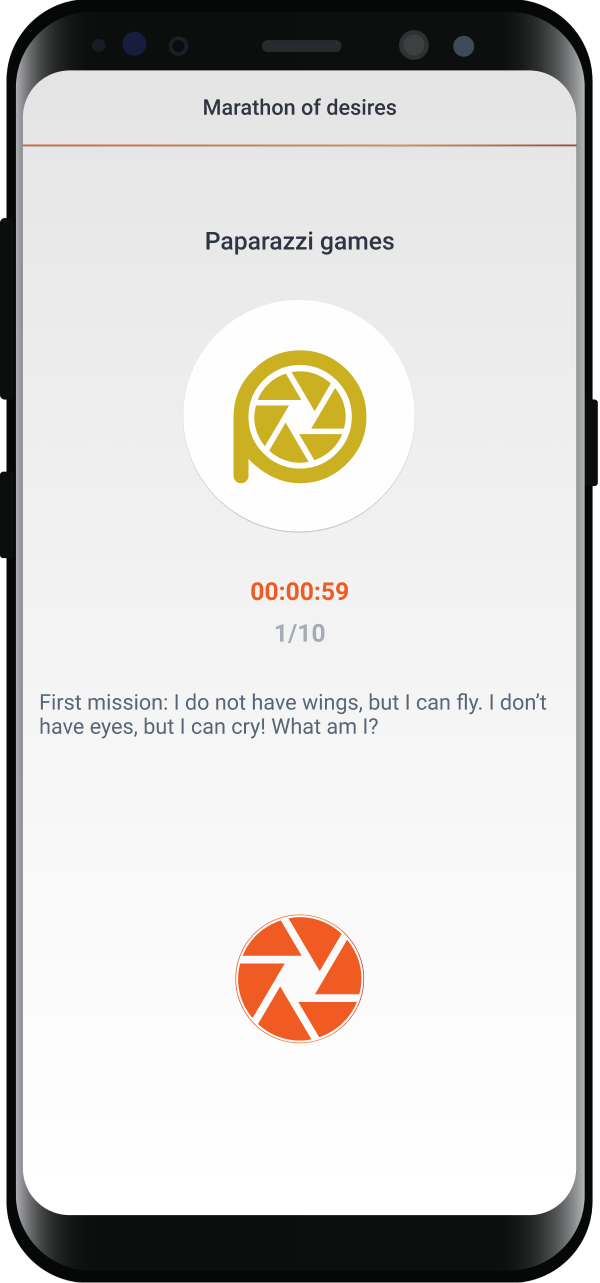 Marathon of desires
Paparazzi games
00:00:59
1/10
First mission: I do not have wings, but I can fly. I don’t
have eyes, but I can cry! What am I?